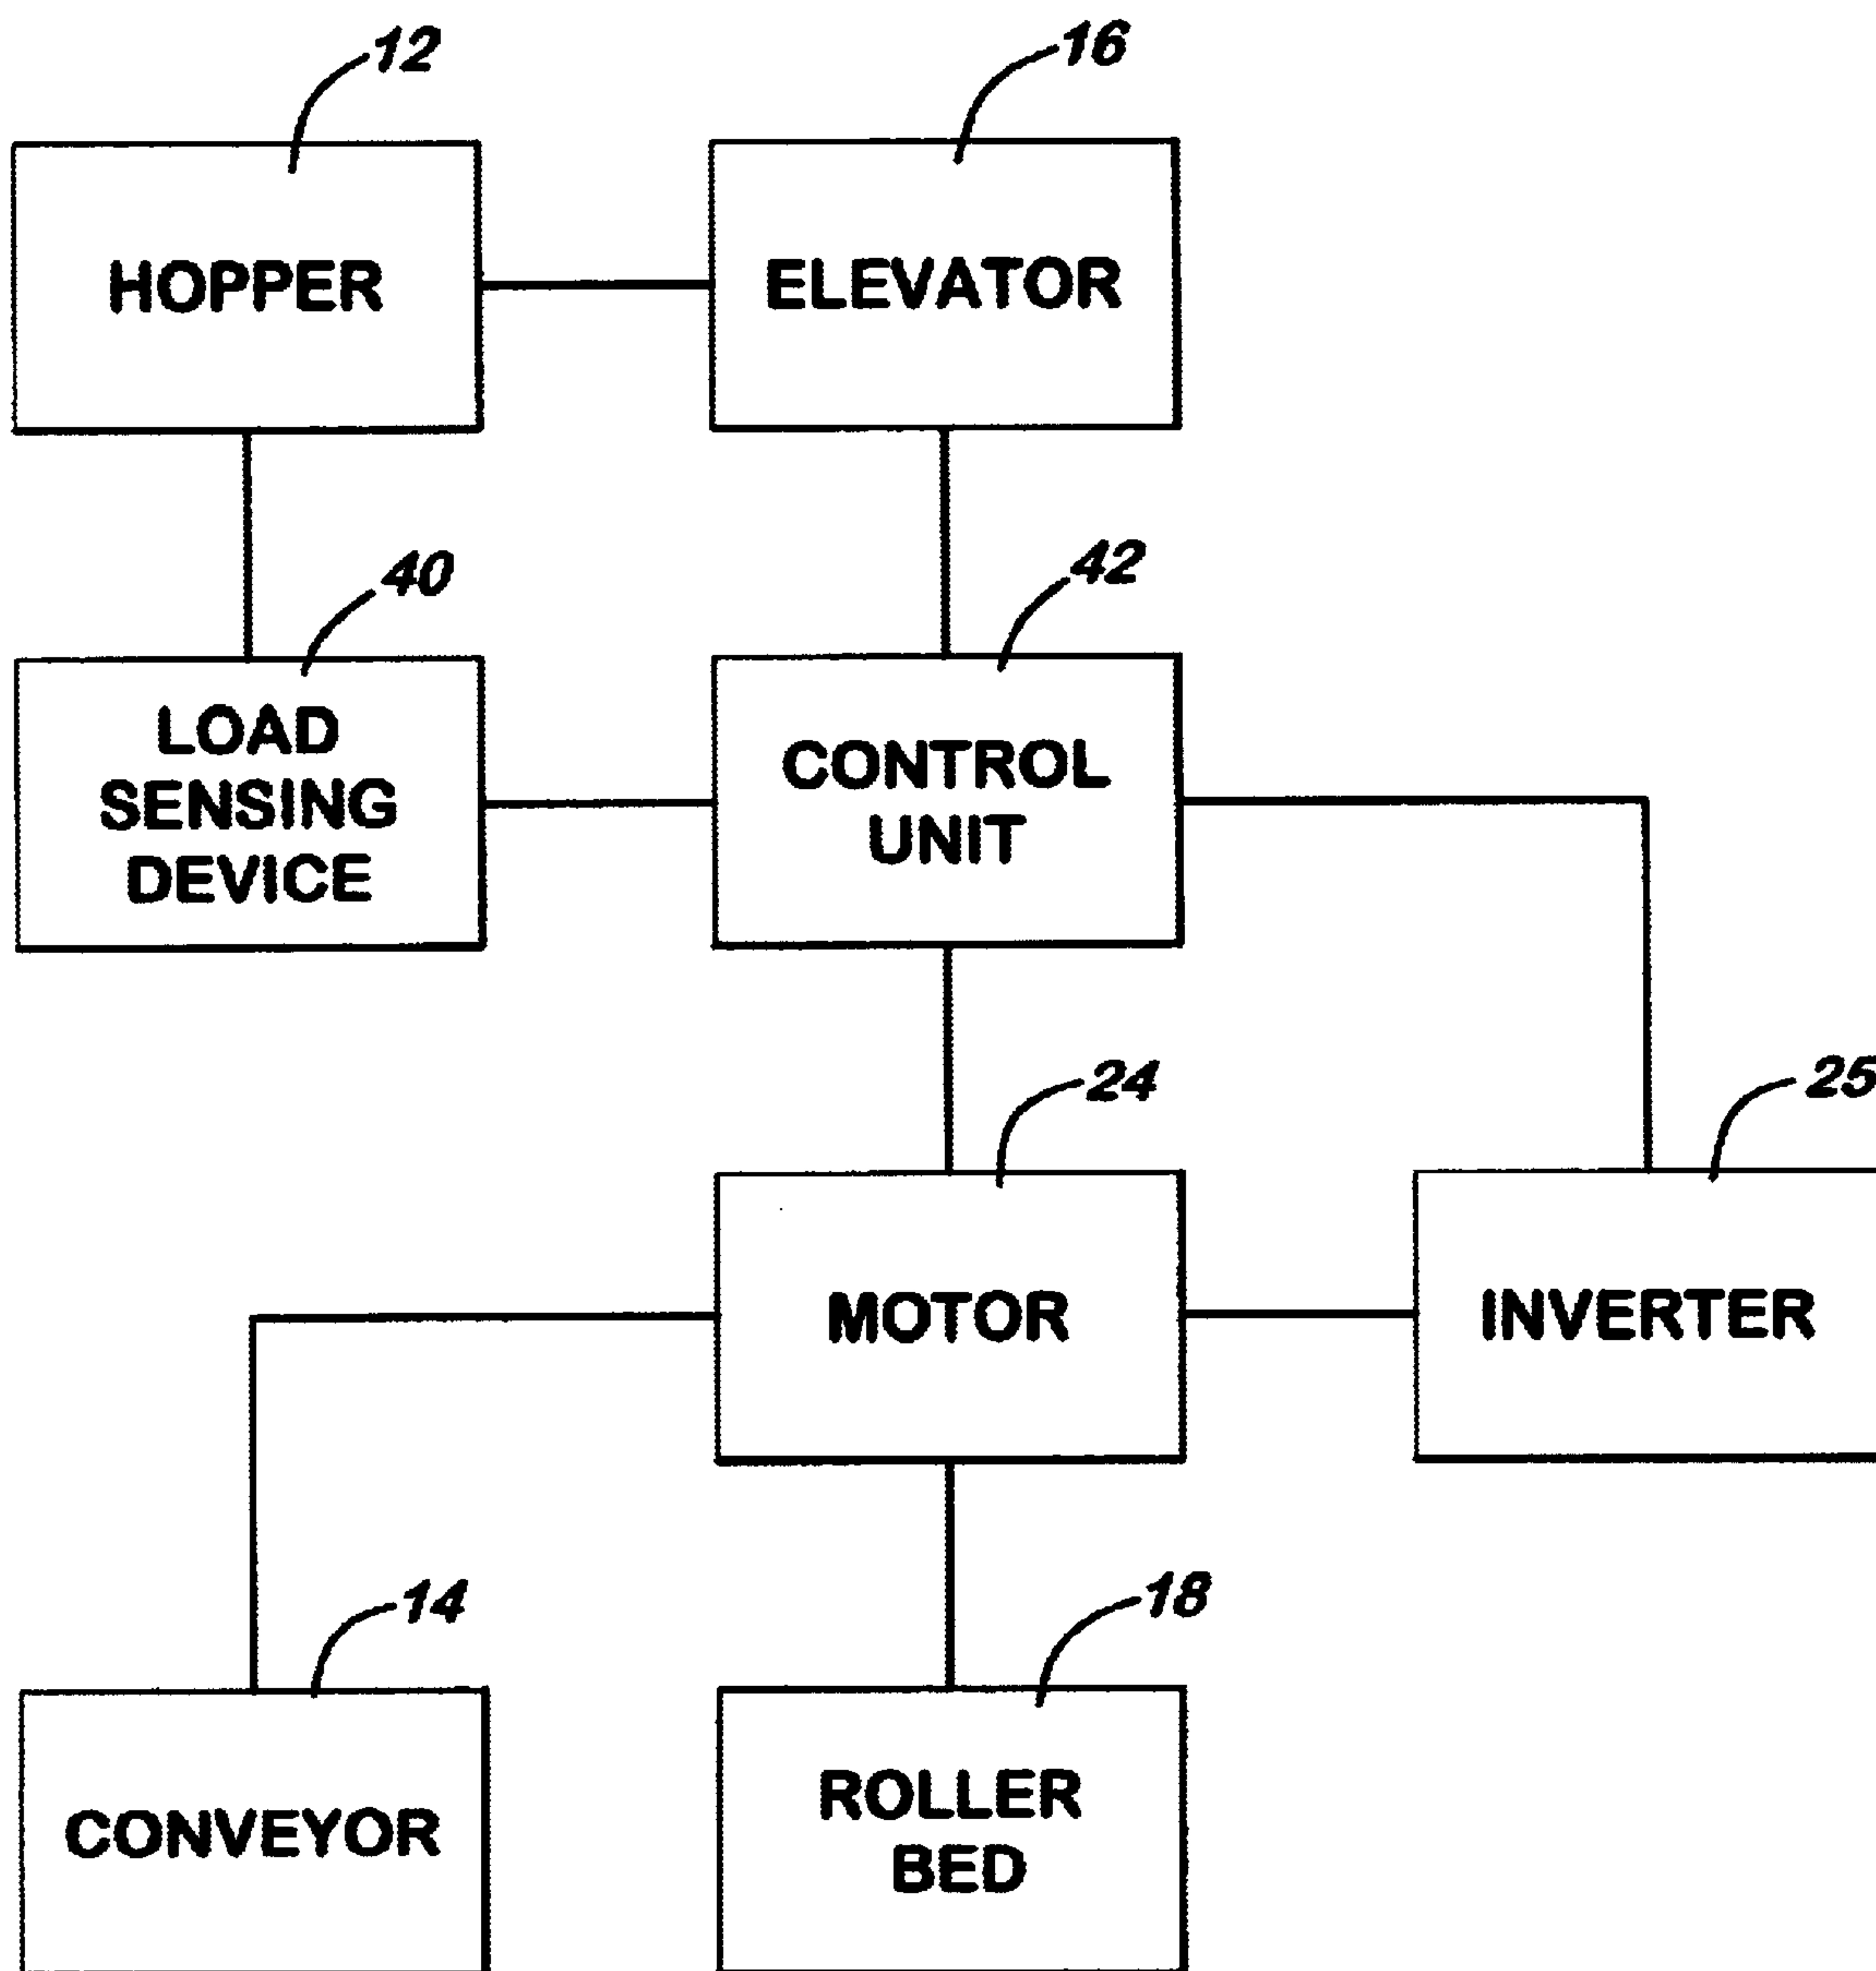 12
16
HOPPER
ELEVATOR
40
42
LOAD
SENSING
DEVICE
CONTROL
UNIT
24
25
MOTOR
INVERTER
14
18
CONVEYOR
ROLLER
BED